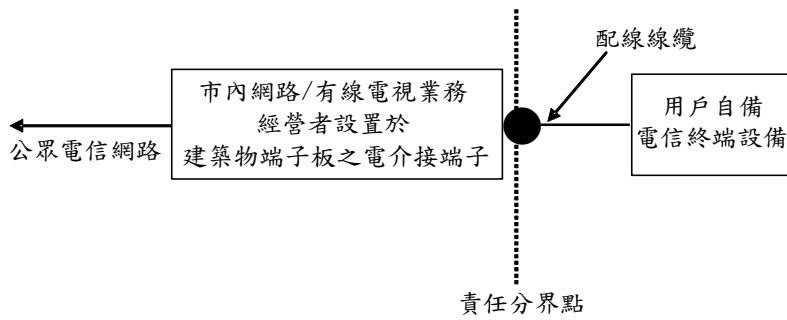 配線線纜
市內網路/有線電視業務
經營者設置於
建築物端子板之電介接端子
用戶自備
電信終端設備
公眾電信網路
責任分界點